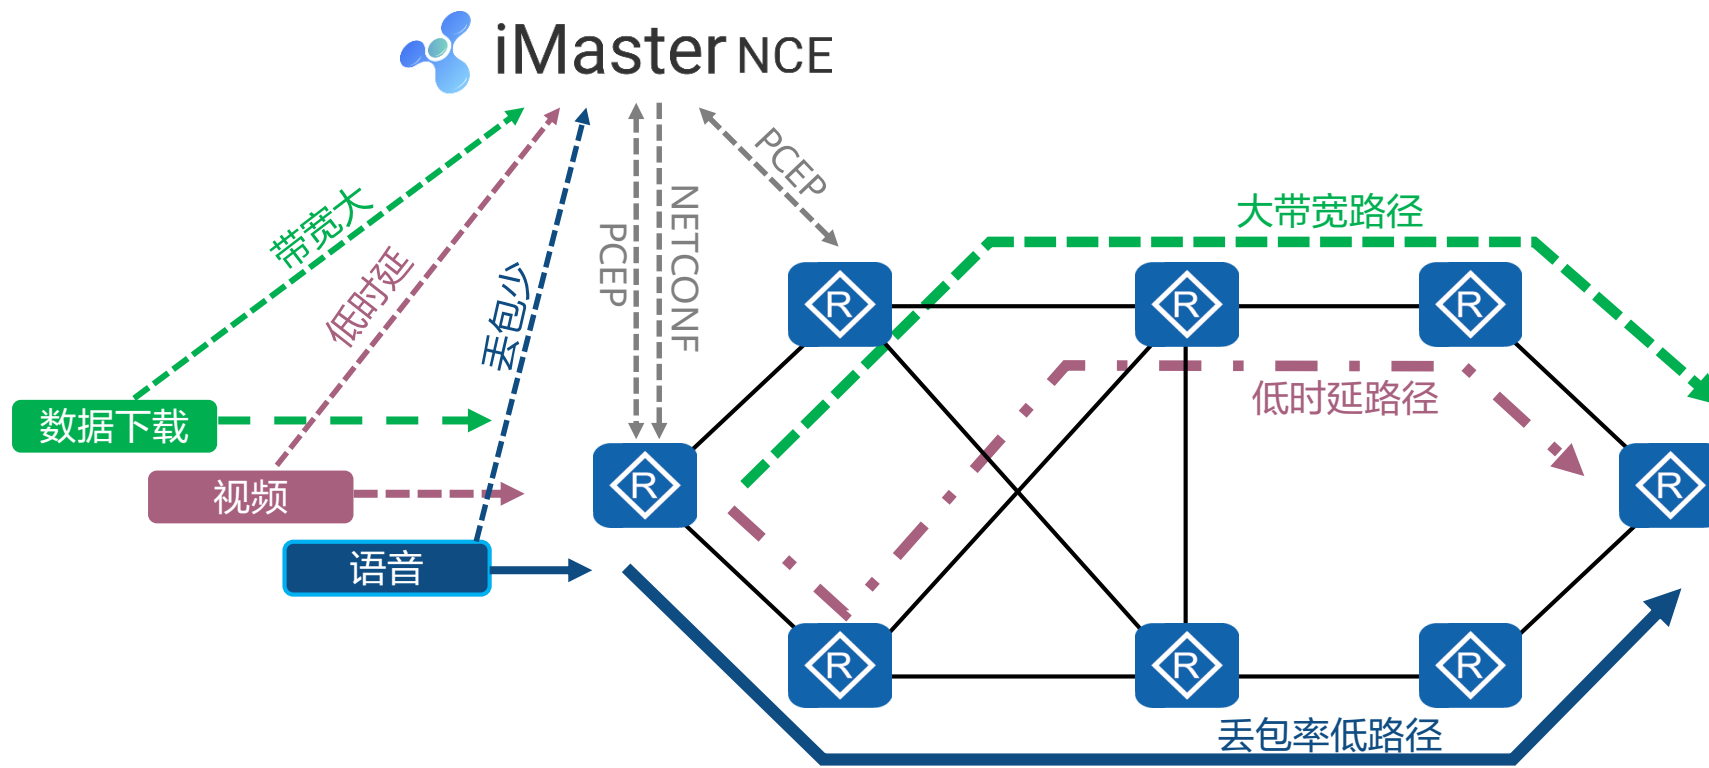 iMaster NCE
带宽大
低时延
丢包少
PCEP
NETCONF
PCEP
大带宽路径
低时延路径
数据下载
视频
语音
R
R
R
R
R
R
R
R
丢包率低路径